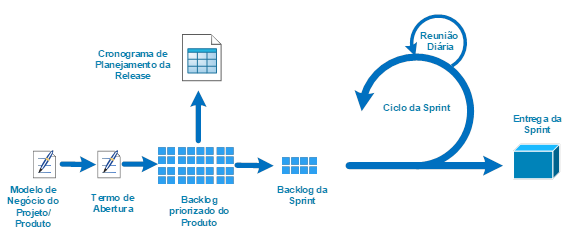 Cronograma de
Planejamento da
Release
Reunião
Diária
Ciclo da Sprint
Entrega da
Sprint
Modelo de
Negócio do
Projeto/
Produto
Termo de
Abertura
Backlog
priorizado do
Produto
Backlog da
Sprint